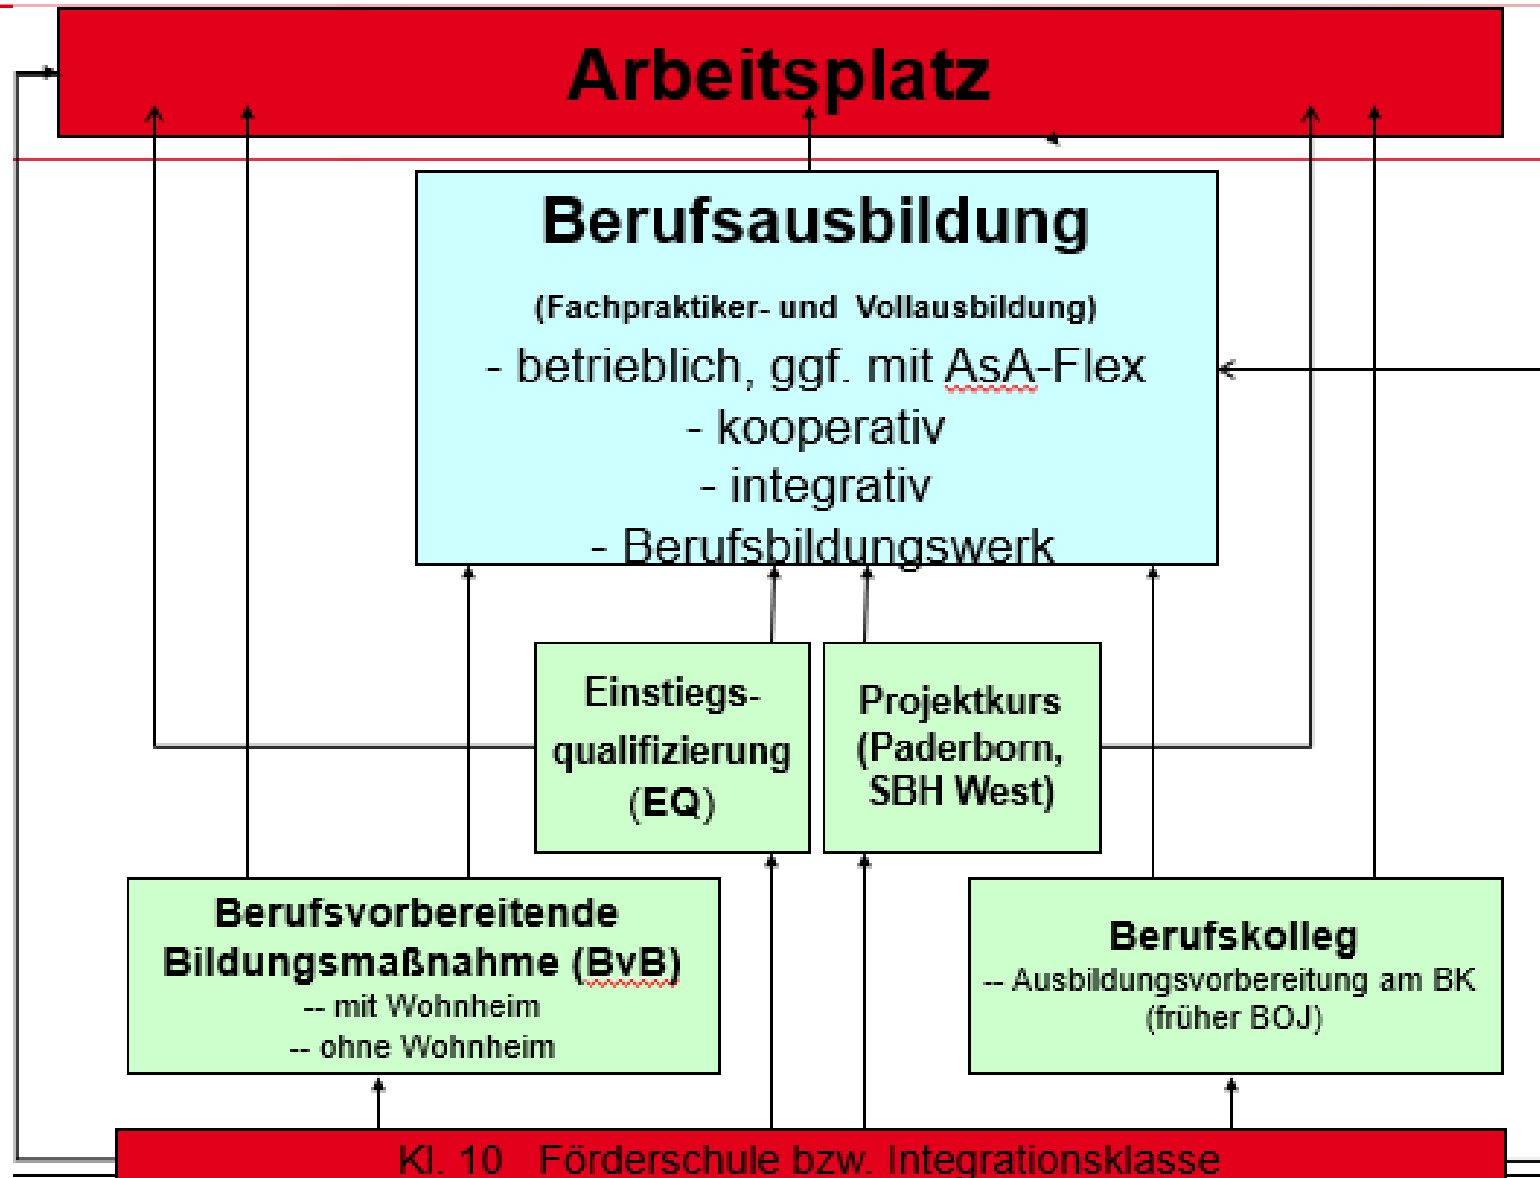 Arbeitsplatz
Berufsausbildung
(Fachpraktiker- und Vollausbildung)
- betrieblich, ggf. mit AsA-Flex
- kooperativ
- integrativ
- Berufsbildungswerk
Einstiegs-
qualifizierung
(EQ)
Projektkurs
(Paderborn,
SBH West)
Berufsvorbereitende
Bildungsmaßnahme (BvB)
-- mit Wohnheim
-- ohne Wohnheim
Berufskolleg
-- Ausbildungsvorbereitung am BK
(früher BOJ)
Kl. 10 Förderschule bzw. Integrationsklasse